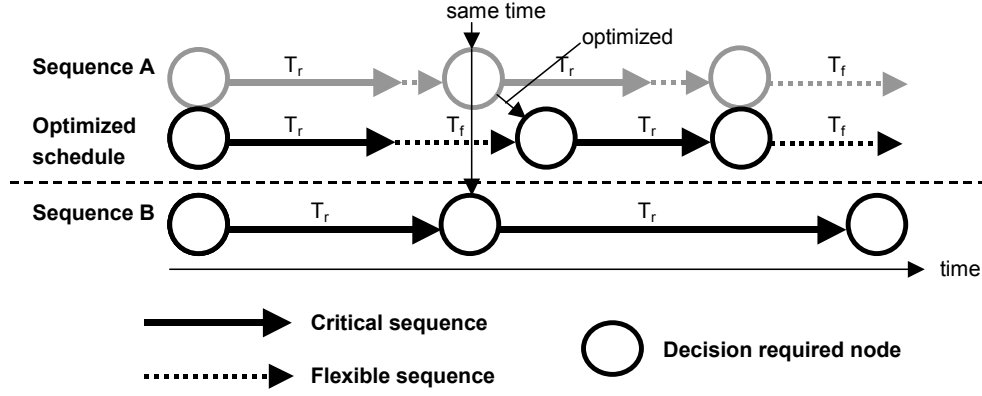 same time
optimized
Sequence A
Tr
Tr
Tf
Optimized
schedule
Tr
Tf
Tr
Tf
Sequence B
Tr
Tr
time
Critical sequence
Decision required node
Flexible sequence